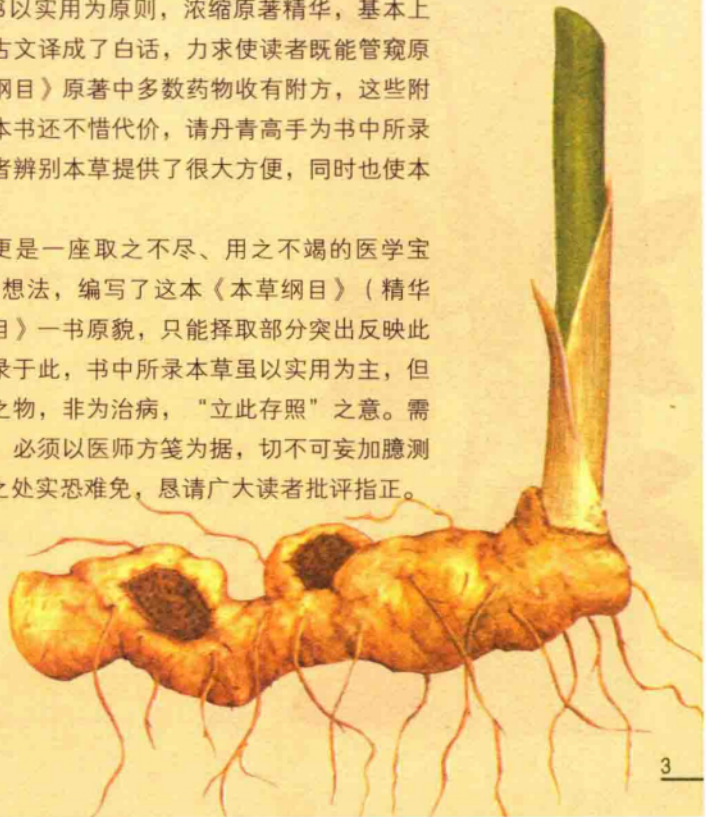 书以实用为原则，浓缩原著精华，基本上
古文译成了白话，力求使读者既能管窥原
纲目》原著中多数药物收有附方，这些附
本书还不惜代价，请丹青高手为书中所录
者辨别本草提供了很大方便，同时也使本
更是一座取之不尽、用之不竭的医学宝
想法，编写了这本《本草纲目》（精华
目》一书原貌，只能择取部分突出反映此
录于此，书中所录本草虽以实用为主，但
之物，非为治病，“立此存照”之意。需
必须以医师方笺为据，切不可妄加臆测
之处实恐难免，恳请广大读者批评指正。
3